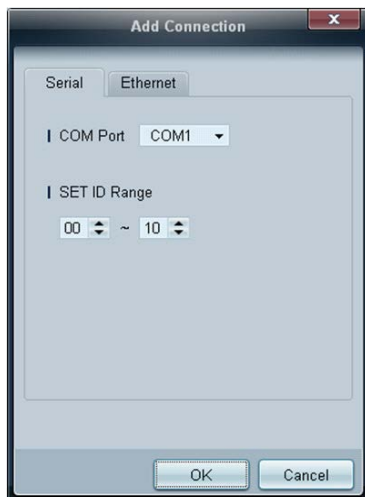 Add Connection
Serial Ethernet
COM Port COM1
SET ID Range
00 ~ 10
OK Cancel